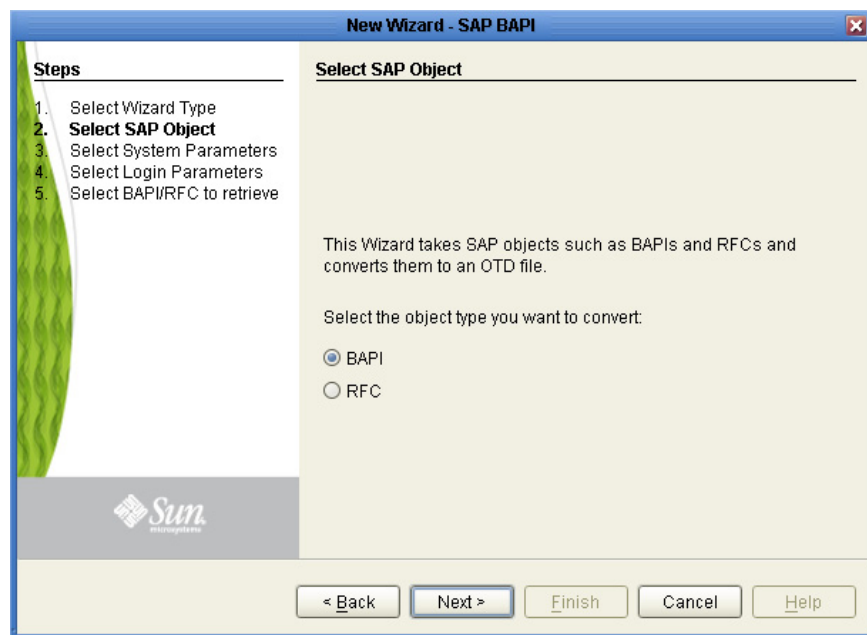 New Wizard - SAP BAPI
Steps
1. Select Wizard Type
2. Select SAP Object
3. Select System Parameters
4. Select Login Parameters
5. Select BAPI/RFC to retrieve
Select SAP Object
This Wizard takes SAP objects such as BAPIs and RFCs and
converts them to an OTD file.
Select the object type you want to convert:
BAPI
RFC
Sun
microsystems
< Back
Next >
Finish
Cancel
Help